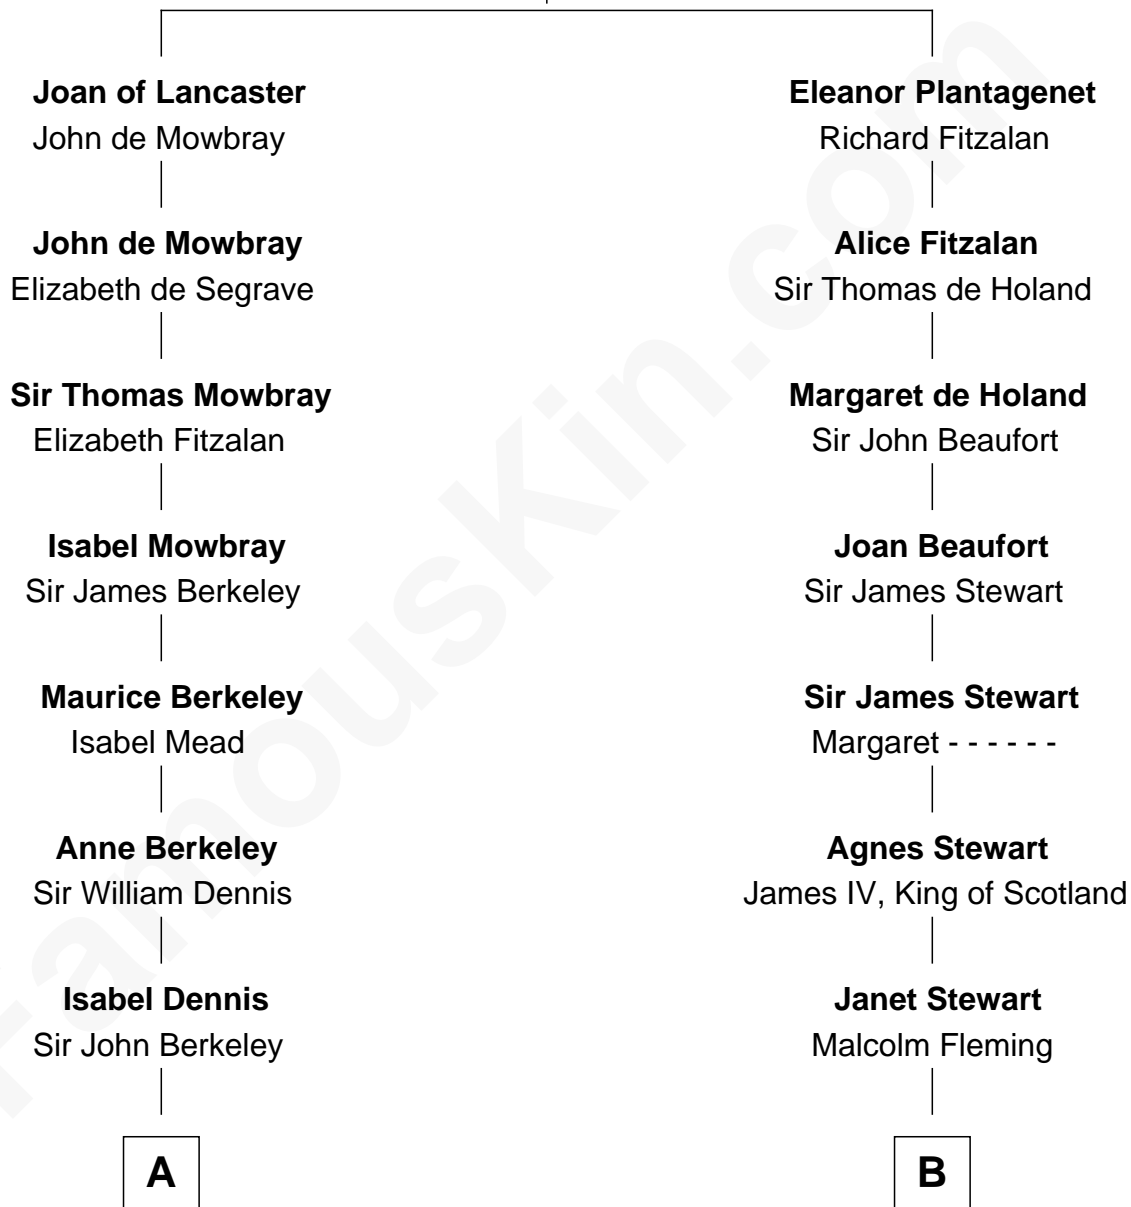 Joan of Lancaster
John de Mowbray
John de Mowbray
Elizabeth de Segrave
Sir Thomas Mowbray
Elizabeth Fitzalan
Isabel Mowbray
Sir James Berkeley
Maurice Berkeley
Isabel Mead
Anne Berkeley
Sir William Dennis
Isabel Dennis
Sir John Berkeley
A
Eleanor Plantagenet
Richard Fitzalan
Alice Fitzalan
Sir Thomas de Holand
Margaret de Holand
Sir John Beaufort
Joan Beaufort
Sir James Stewart
Sir James Stewart
Margaret - - - - - -
Agnes Stewart
James IV, King of Scotland
Janet Stewart
Malcolm Fleming
B
FamousKin.com